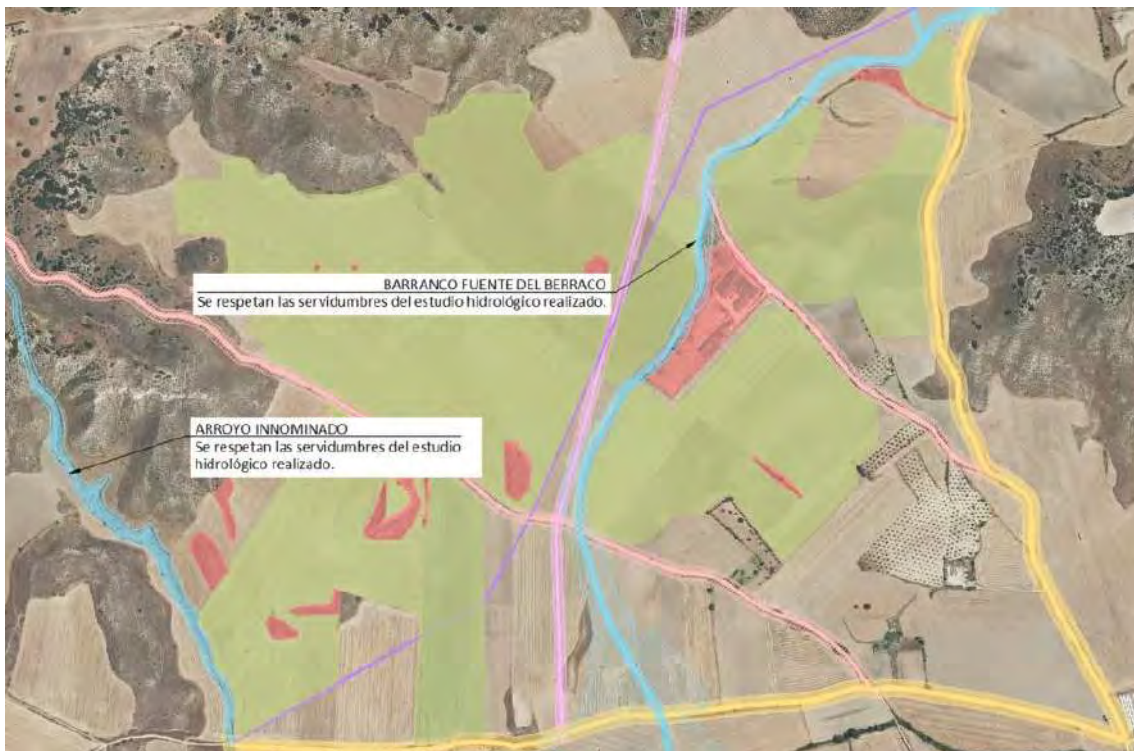 BARRANCO FUENTE DEL BERRACO
Se respetan las servidumbres del estudio hidrológico realizado.
ARROYO INNOMINADO
Se respetan las servidumbres del estudio
hidrológico realizado.